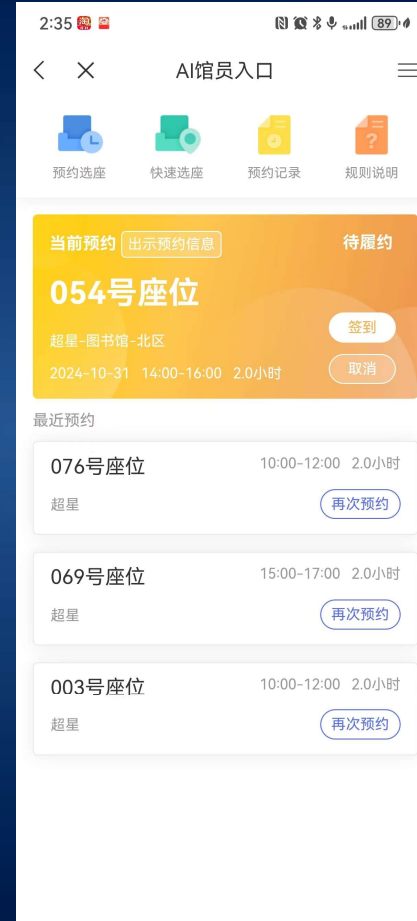 2:35 89
AI馆员入口
预约选座 快速选座 预约记录 规则说明
当前预约 出示预约信息 待履约
054号座位
签到
超星-图书馆-北区
取消
2024-10-31 14:00-16:00 2.0小时
最近预约
076号座位 10:00-12:00 2.0小时
超星 再次预约
069号座位 15:00-17:00 2.0小时
超星 再次预约
003号座位 10:00-12:00 2.0小时
超星 再次预约